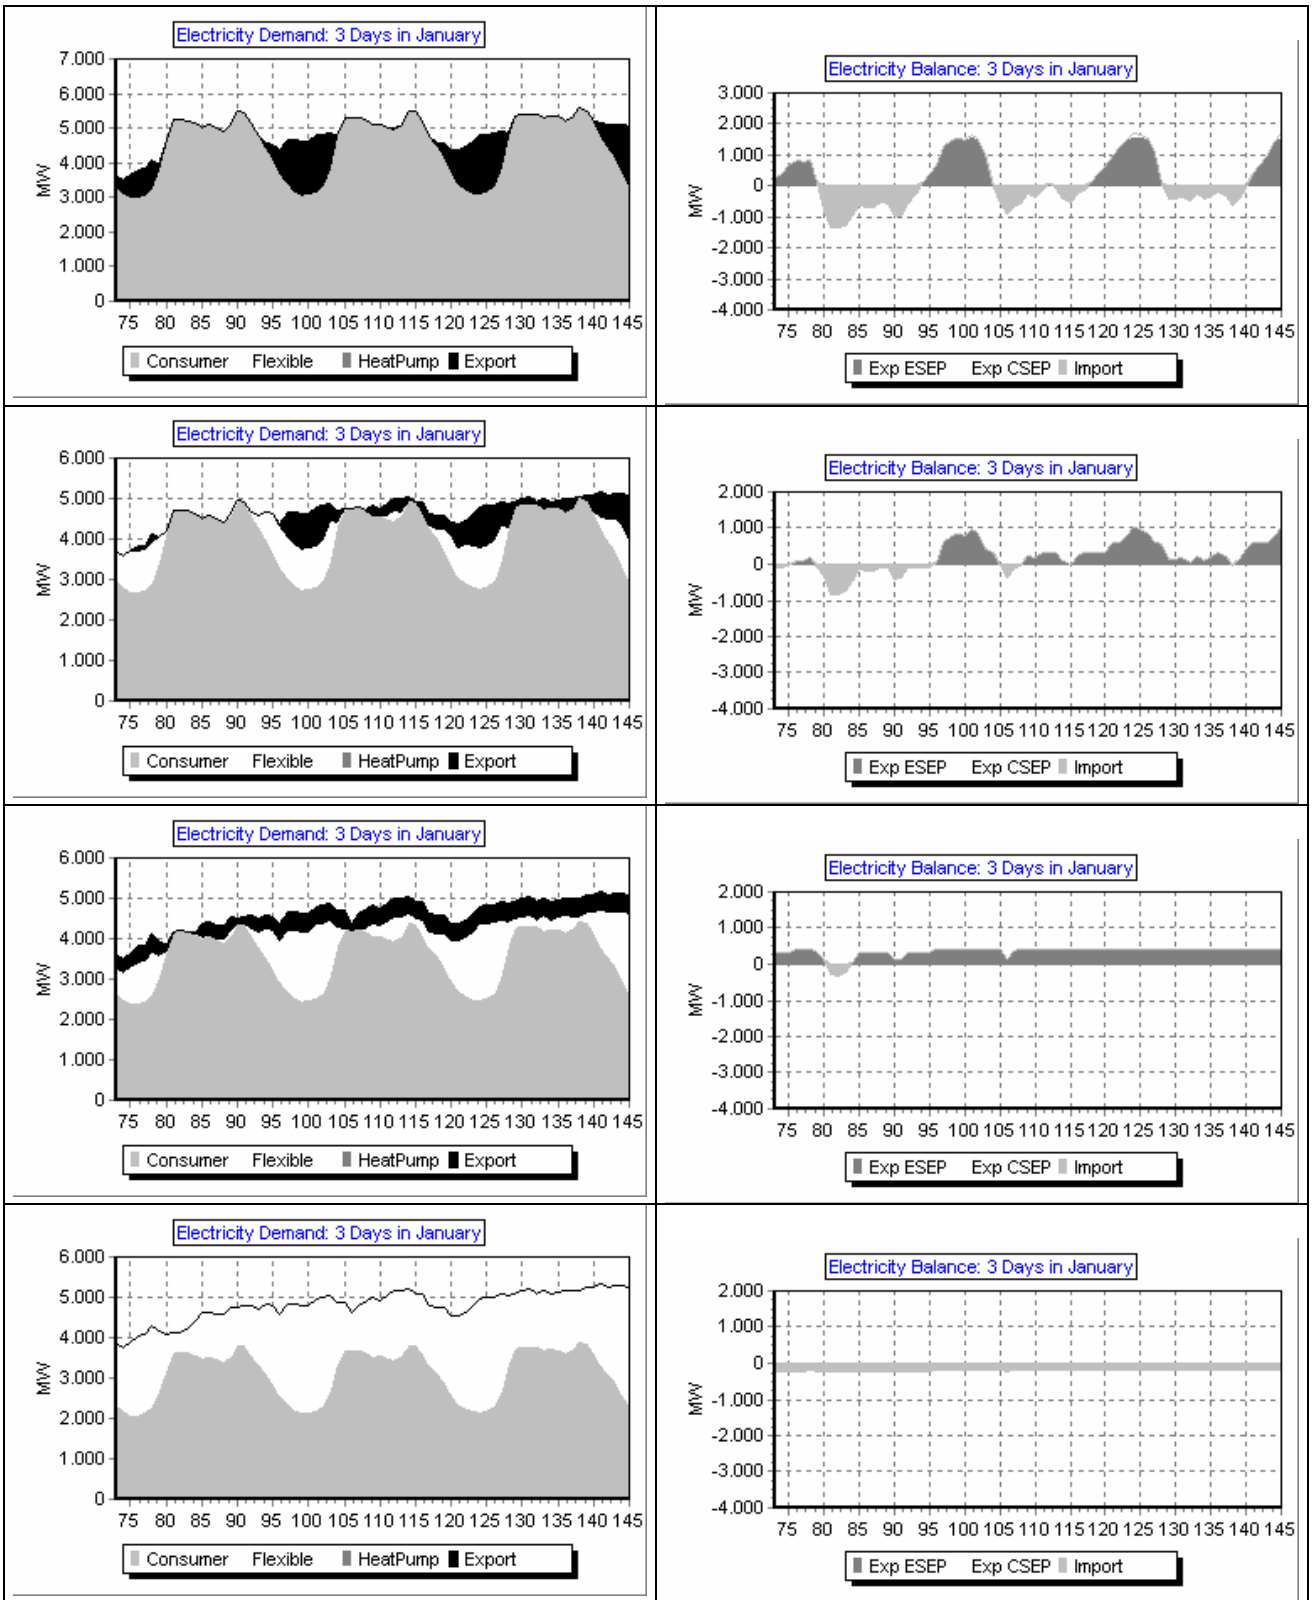 Electricity Demand: 3 Days in January
7.000
6.000
5.000
4.000
3.000
2.000
1.000
0
MW
75 80 85 90 95 100 105 110 115 120 125 130 135 140 145
Consumer Flexible HeatPump Export
Electricity Balance: 3 Days in January
3.000
2.000
1.000
0
-1.000
-2.000
-3.000
-4.000
MW
75 80 85 90 95 100 105 110 115 120 125 130 135 140 145
Exp ESEP Exp CSEP Import
Electricity Demand: 3 Days in January
6.000
5.000
4.000
3.000
2.000
1.000
0
MW
75 80 85 90 95 100 105 110 115 120 125 130 135 140 145
Consumer Flexible HeatPump Export
Electricity Balance: 3 Days in January
2.000
1.000
0
-1.000
-2.000
-3.000
-4.000
MW
75 80 85 90 95 100 105 110 115 120 125 130 135 140 145
Exp ESEP Exp CSEP Import
Electricity Demand: 3 Days in January
6.000
5.000
4.000
3.000
2.000
1.000
0
MW
75 80 85 90 95 100 105 110 115 120 125 130 135 140 145
Consumer Flexible HeatPump Export
Electricity Balance: 3 Days in January
2.000
1.000
0
-1.000
-2.000
-3.000
-4.000
MW
75 80 85 90 95 100 105 110 115 120 125 130 135 140 145
Exp ESEP Exp CSEP Import
Electricity Demand: 3 Days in January
6.000
5.000
4.000
3.000
2.000
1.000
0
MW
75 80 85 90 95 100 105 110 115 120 125 130 135 140 145
Consumer Flexible HeatPump Export
Electricity Balance: 3 Days in January
2.000
1.000
0
-1.000
-2.000
-3.000
-4.000
MW
75 80 85 90 95 100 105 110 115 120 125 130 135 140 145
Exp ESEP Exp CSEP Import